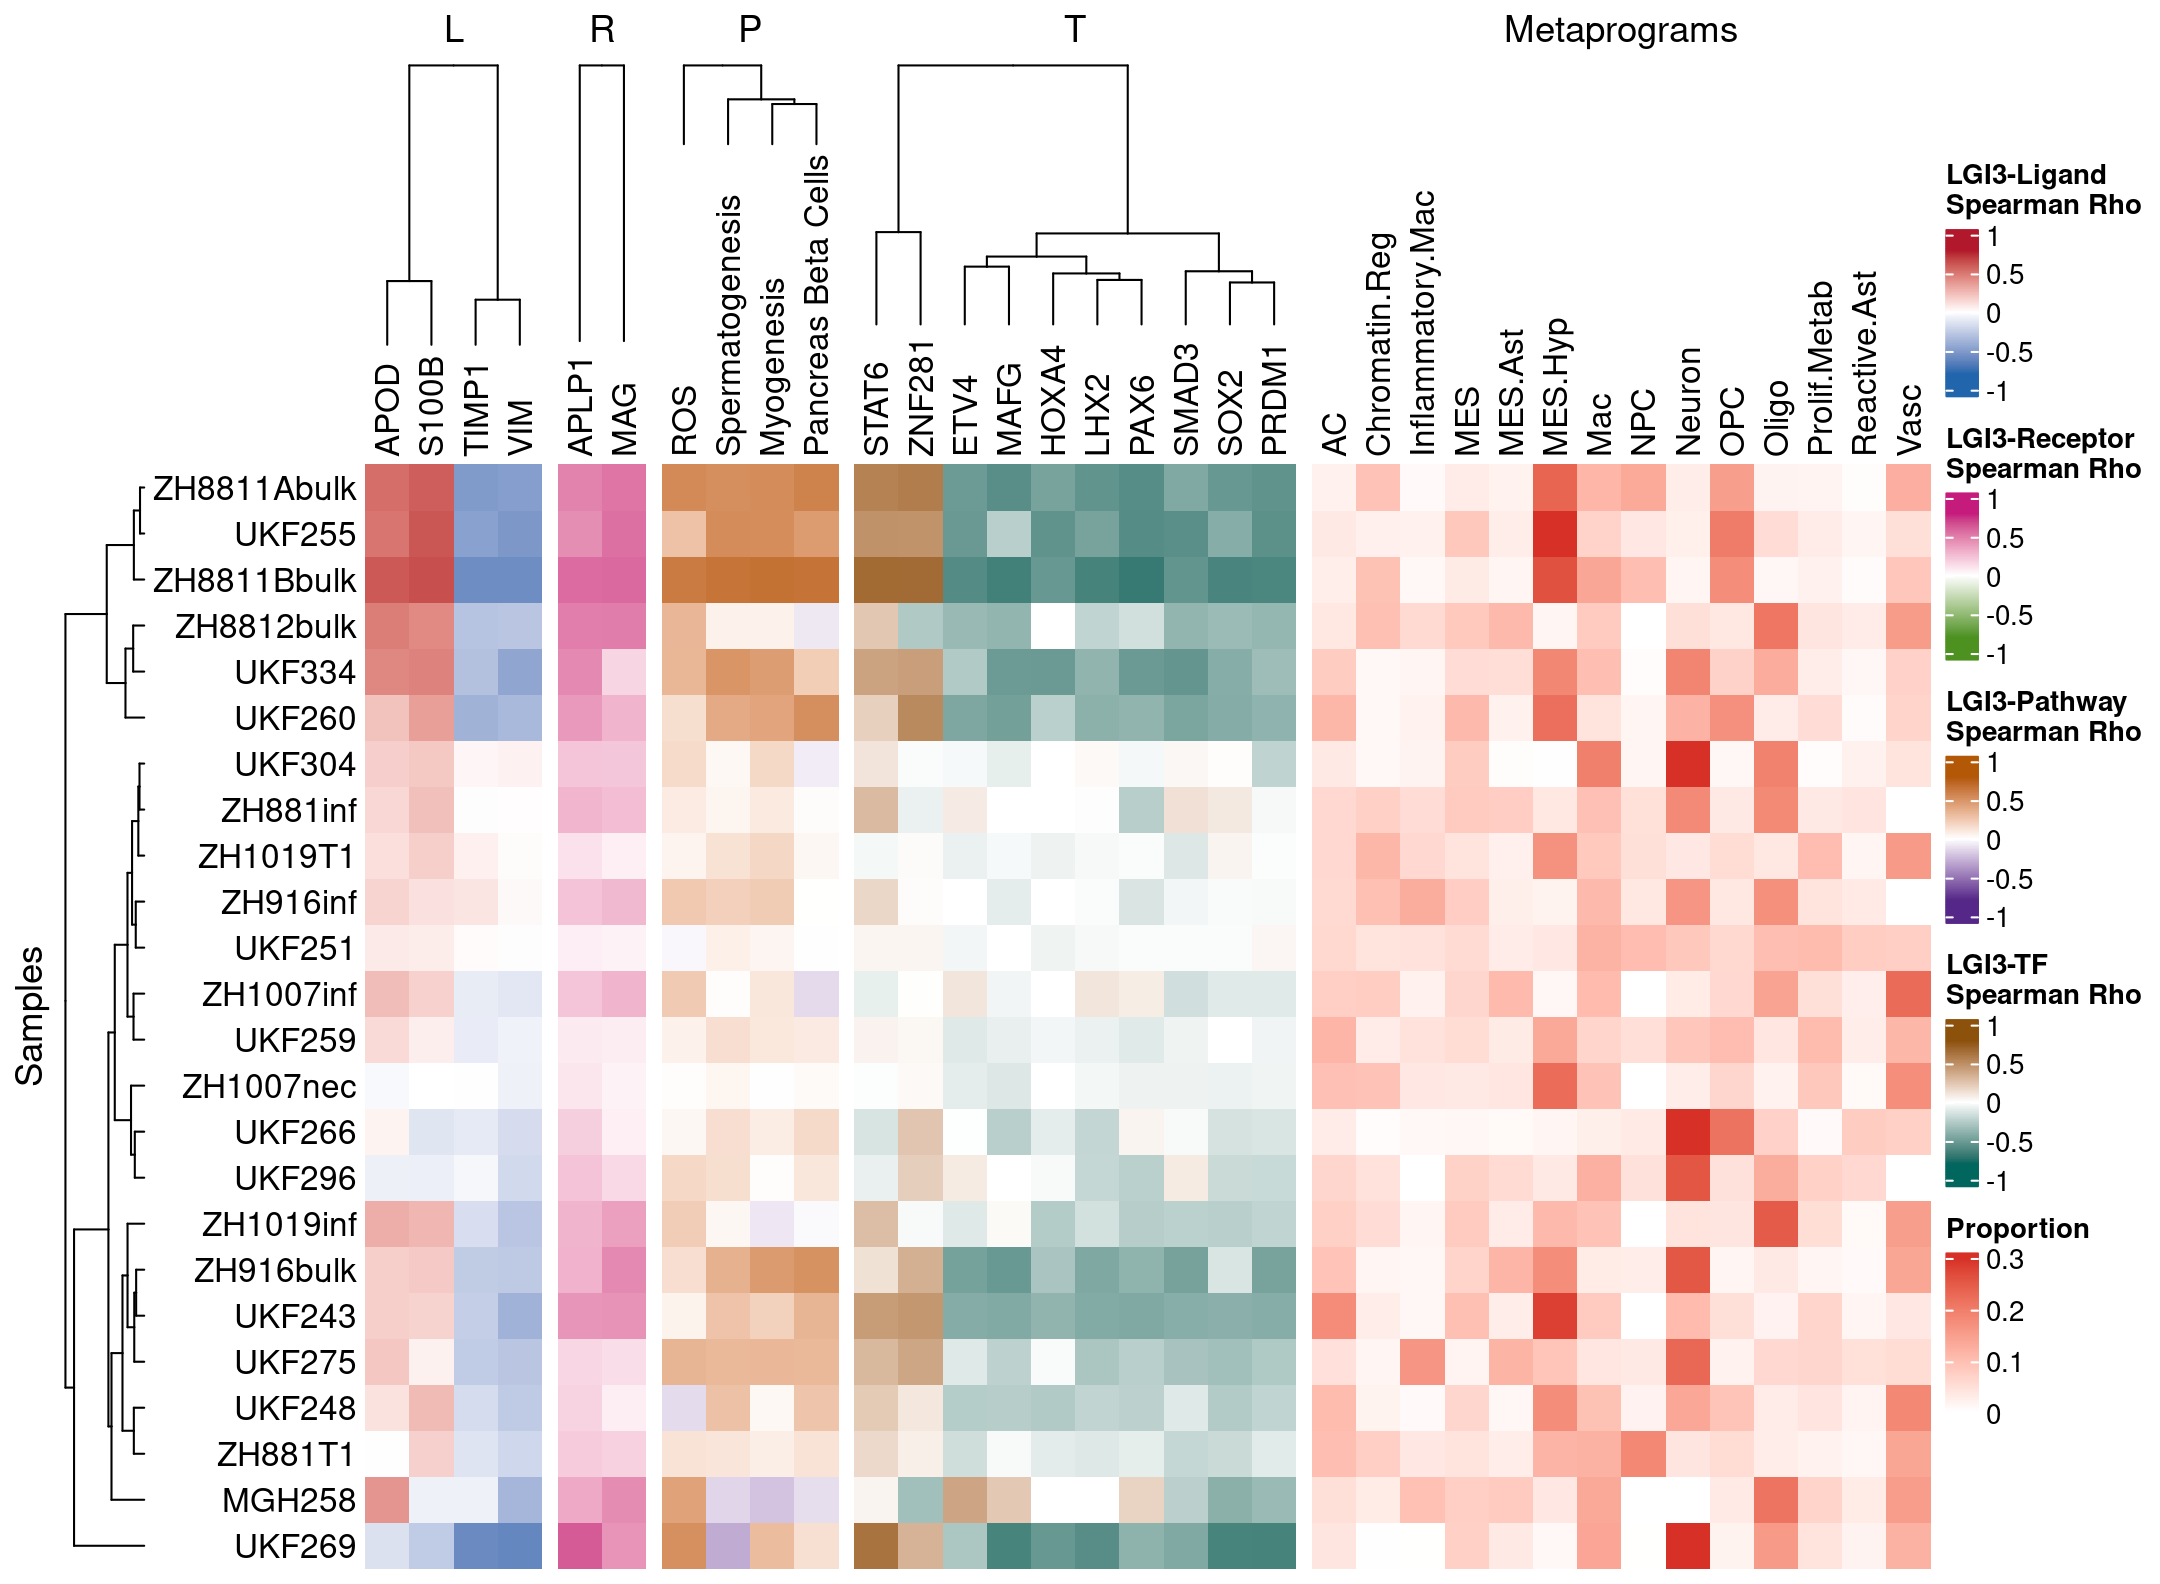 L R P T Metaprograms
APOD S100B TIMP1 VIM APLP1 MAG ROS Spermatogenesis Myogenesis Pancreas Beta Cells STAT6 ZNF281 ETV4 MAFG HOXA4 LHX2 PAX6 SMAD3 SOX2 PRDM1 AC Chromatin.Reg Inflammatory.Mac MES MES.Ast MES.Hyp Mac NPC Neuron OPC Oligo Prolif.Metab Reactive.Ast Vasc
Samples
ZH8811Abulk
UKF255
ZH8811Bbulk
ZH8812bulk
UKF334
UKF260
UKF304
ZH881inf
ZH1019T1
ZH916inf
UKF251
ZH1007inf
UKF259
ZH1007nec
UKF266
UKF296
ZH1019inf
ZH916bulk
UKF243
UKF275
UKF248
ZH881T1
MGH258
UKF269
LGI3-Ligand
Spearman Rho
1
0.5
0
-0.5
-1
LGI3-Receptor
Spearman Rho
1
0.5
0
-0.5
-1
LGI3-Pathway
Spearman Rho
1
0.5
0
-0.5
-1
LGI3-TF
Spearman Rho
1
0.5
0
-0.5
-1
Proportion
0.3
0.2
0.1
0